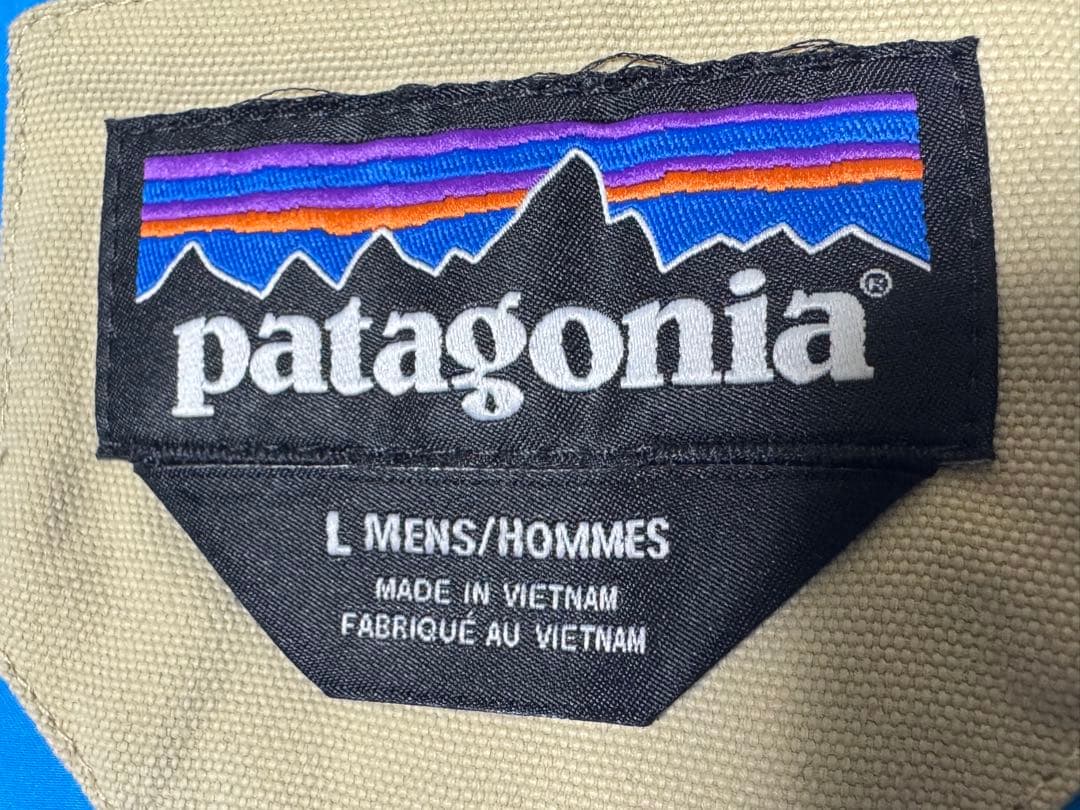 patagonia®
L MENS/HOMMES
MADE IN VIETNAM
FABRIQUÉ AU VIETNAM